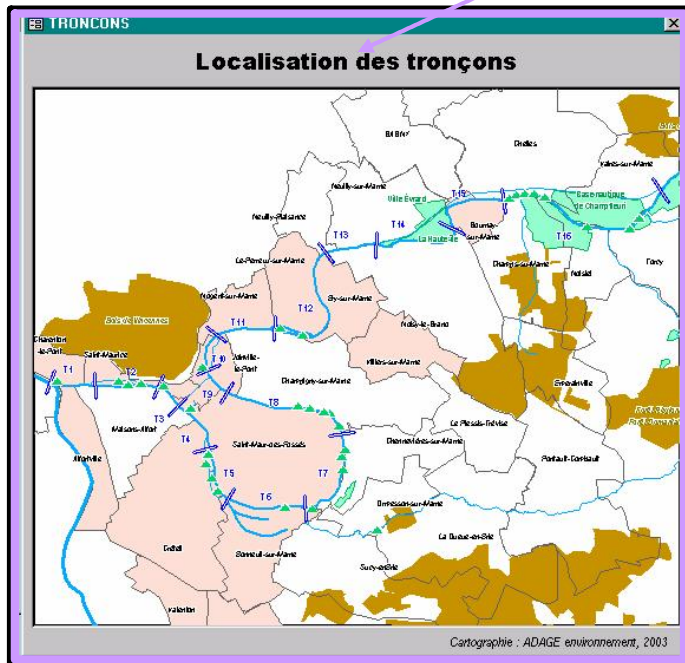 TRONCONS
Localisation des tronçons
Chelles
Vaires-sur-Marne
Neuilly-sur-Marne
Ville Evrard
T15
Base nautique
de Champfleuri
Neuilly-Plaisance
T13
T14
Gournay
-sur-Marne
T16
La Haute-Ile
Torcy
Le Perreux-sur-Marne
Champs-sur-Marne
Noisiel
Bois de Vincennes
Nogent-sur-Marne
Bry-sur-Marne
T12
T11
Noisy-le-Grand
Charenton
-le-Pont
Saint-Maurice
T10
Joinville
-le-Pont
Villiers-sur-Marne
T1
T2
Champigny-sur-Marne
Emerainville
T9
T8
T3
Maisons-Alfort
Le Plessis-Trévise
Saint-Maur-des-Fossés
Chennevières-sur-Marne
T4
Alfortville
T5
T7
Pontault-Combault
T6
Ormesson-sur-Marne
La Queue-en-Brie
Créteil
Bonneuil-sur-Marne
Sucy-en-Brie
Valenton
Cartographie : ADAGE environnement, 2003